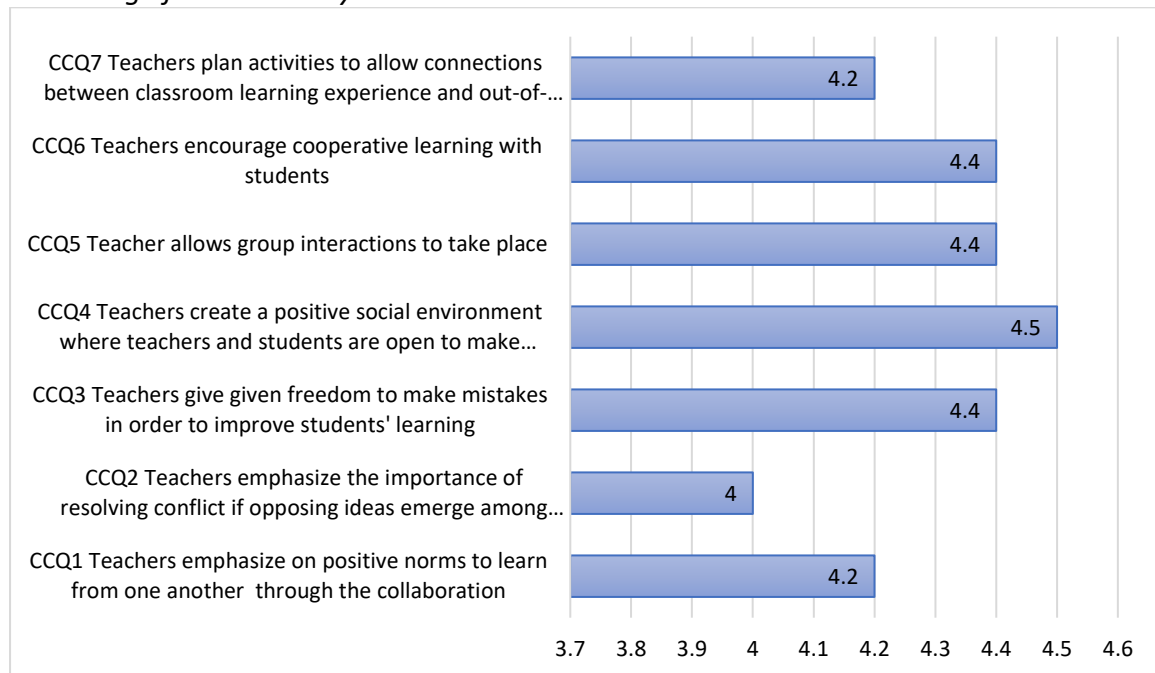 CCQ7 Teachers plan activities to allow connections
between classroom learning experience and out-of-...
4.2
CCQ6 Teachers encourage cooperative learning with
students
4.4
CCQ5 Teacher allows group interactions to take place
4.4
CCQ4 Teachers create a positive social environment
where teachers and students are open to make...
4.5
CCQ3 Teachers give given freedom to make mistakes
in order to improve students' learning
4.4
CCQ2 Teachers emphasize the importance of
resolving conflict if opposing ideas emerge among...
4
CCQ1 Teachers emphasize on positive norms to learn
from one another through the collaboration
4.2
3.7 3.8 3.9 4 4.1 4.2 4.3 4.4 4.5 4.6